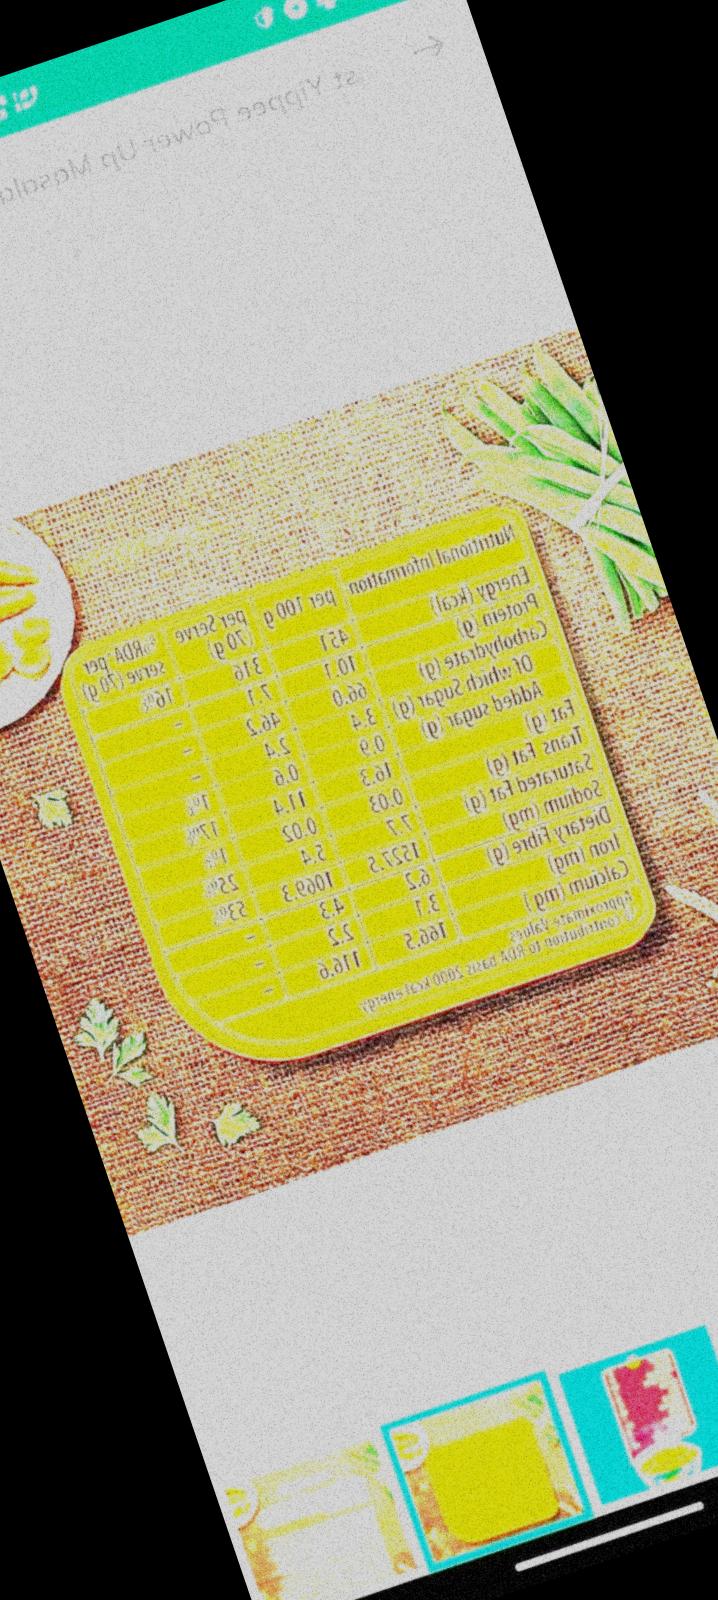 st Yippee Power Up Masala
Nutritional Information per 100 g per Serve (70 g) %RDA* per serve (70 g)
Energy (kcal) 451 316 16%
Protein (g) 10.1 7.1 –
Carbohydrate (g) 66.0 46.2 –
Of which Sugar (g) 3.4 2.4 –
Added sugar (g) 0.9 0.6 1%
Fat (g) 16.3 11.4 17%
Trans Fat (g) 0.03 0.02 1%
Saturated Fat (g) 7.7 5.4 25%
Sodium (mg) 1527.5 1069.3 53%
Dietary Fibre (g) 6.2 4.3 –
Iron (mg) 3.1 2.2 –
Calcium (mg) 166.5 116.6 –
Approximate Values
contribution to RDA basis 2000 kcal energy